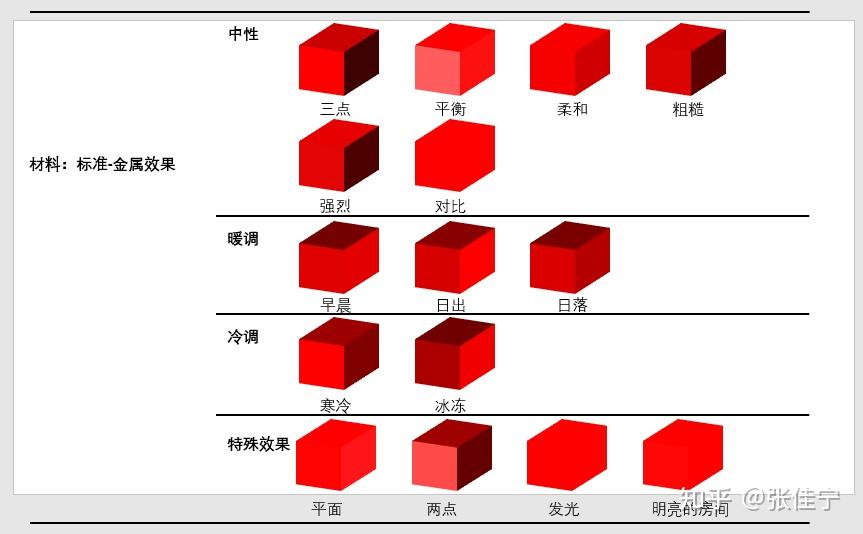 中性
三点 平衡 柔和 粗糙
材料：标准-金属效果
强烈 对比
暖调
早晨 日出 日落
冷调
寒冷 冰冻
特殊效果
平面 两点 发光 明亮的房间
知乎 @张佳宁